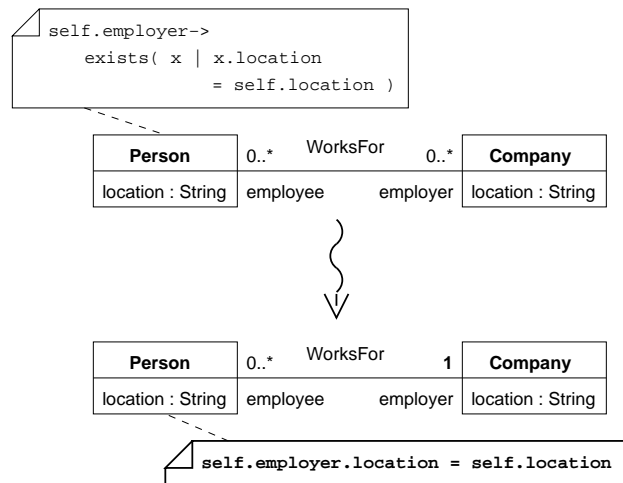 self.employer->
exists( x | x.location
= self.location )
Person 0..* WorksFor 0..* Company
location : String employee employer location : String
Person 0..* WorksFor 1 Company
location : String employee employer location : String
self.employer.location = self.location